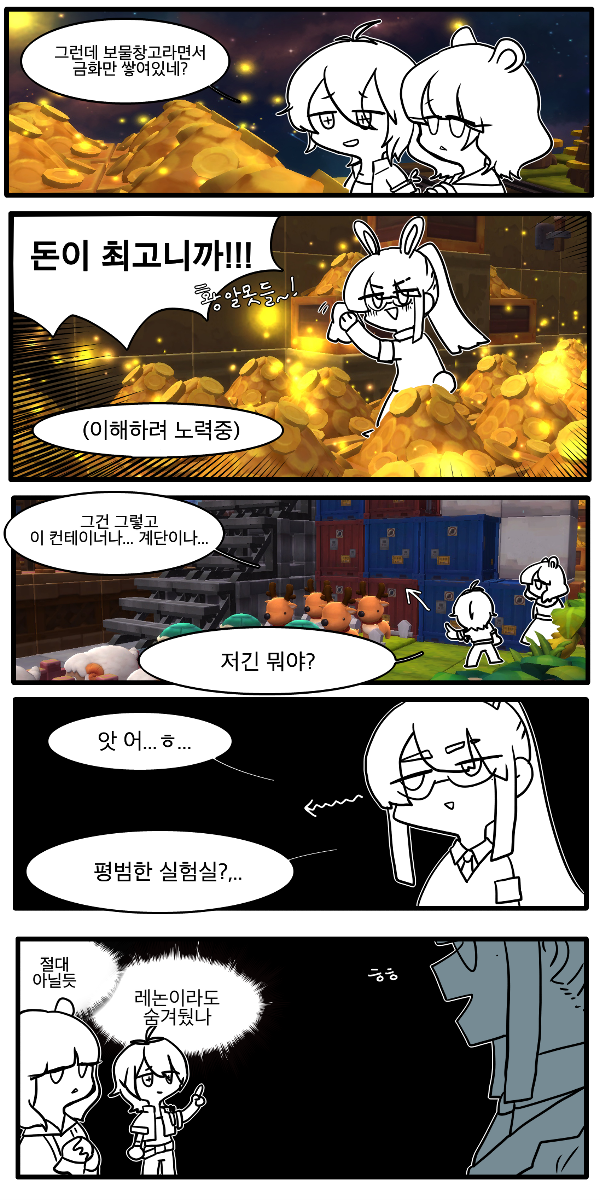 그런데 보물창고라면서
금화만 쌓여있네?
돈이 최고니까!!!
왕 알못들~!
(이해하려 노력중)
그건 그렇고
이 컨테이너나... 계단이나...
저긴 뭐야?
앗 어...ㅎ...
평범한 실험실?,..
절대
아닐듯
레논이라도
숨겨뒀나
ㅎㅎ